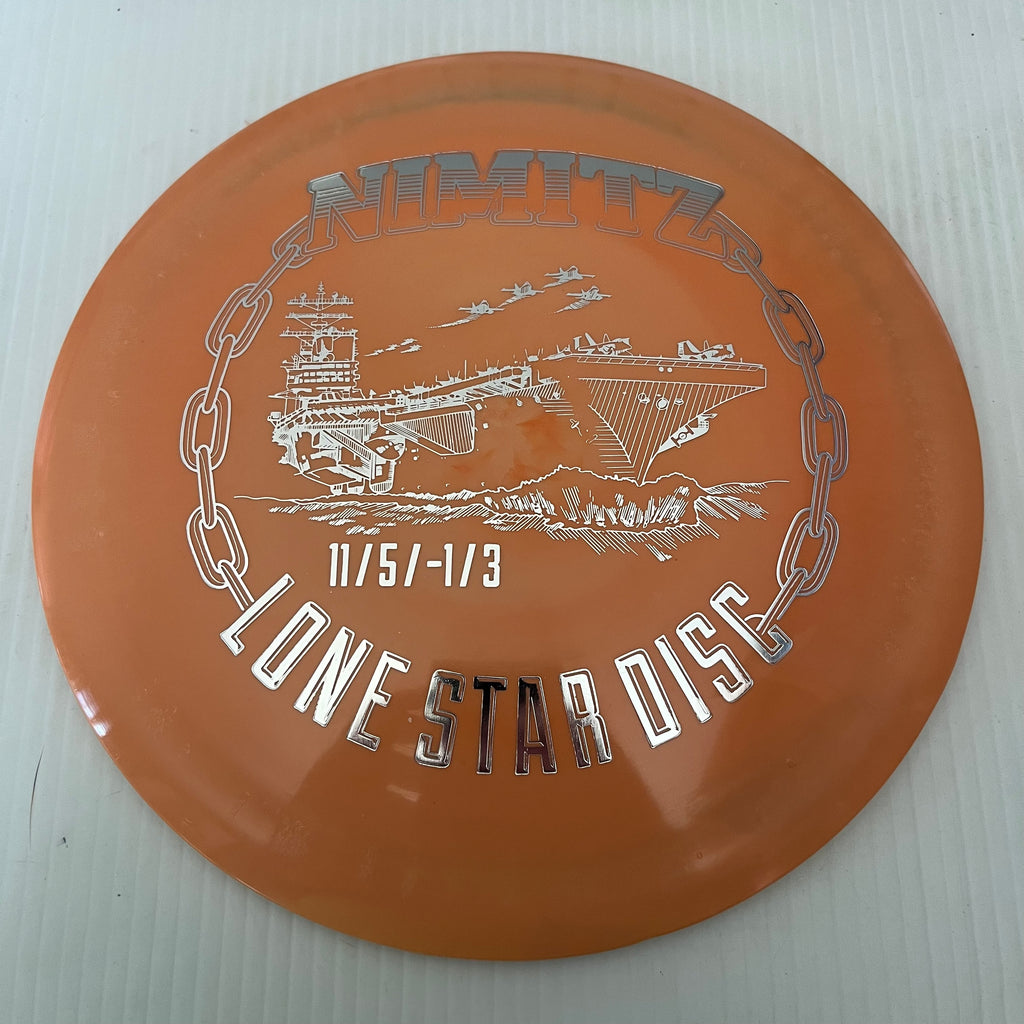 NIMITZ
11/5/-1/3
LONE STAR DISC